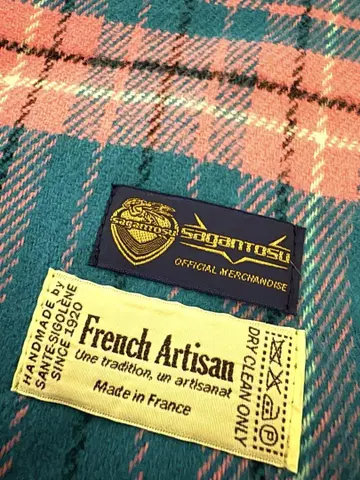 sagantosu
sagantosu
OFFICIAL MERCHANDISE
HANDMADE by
SANTE-SIGOLÈNE
SINCE 1920
French Artisan
Une tradition, un artisanat
Made in France
DRY CLEAN ONLY
P